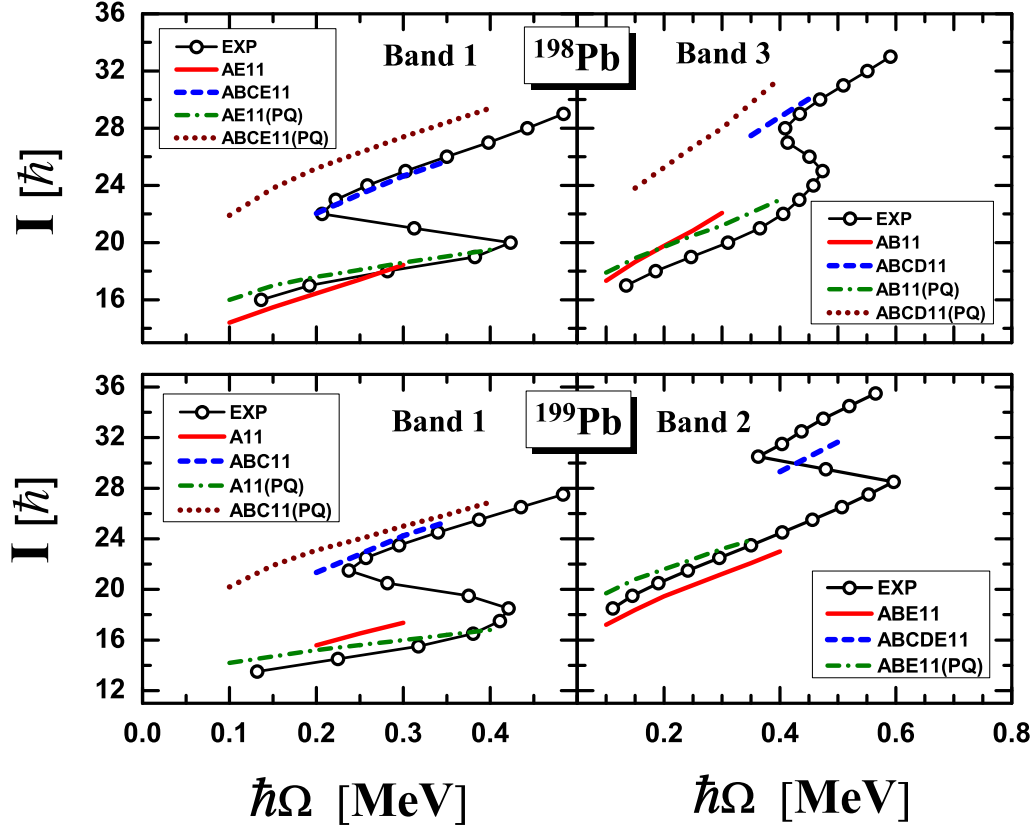 EXP
AE11
ABCE11
AE11(PQ)
ABCE11(PQ)
Band 1
¹⁹⁸Pb
Band 3
EXP
AB11
ABCD11
AB11(PQ)
ABCD11(PQ)
36
32
28
24
20
16
I [ħ]
EXP
A11
ABC11
A11(PQ)
ABC11(PQ)
Band 1
¹⁹⁹Pb
Band 2
EXP
ABE11
ABCDE11
ABE11(PQ)
36
32
28
24
20
16
12
I [ħ]
0.0 0.1 0.2 0.3 0.4 0.2 0.4 0.6 0.8
ħΩ [MeV] ħΩ [MeV]